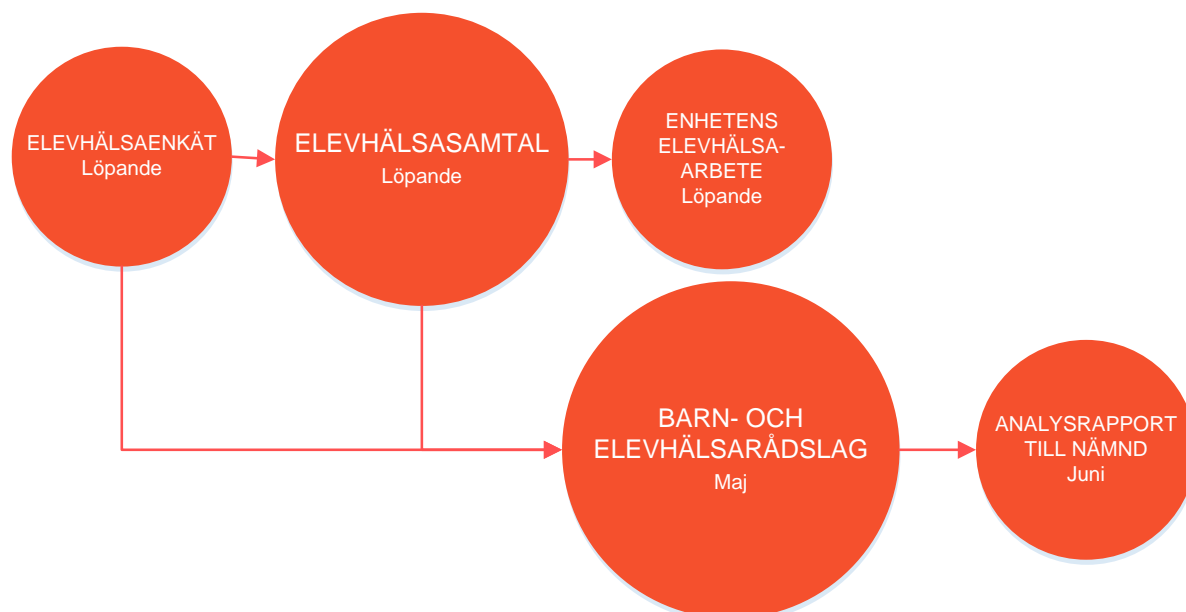 ELEVHÄLSAENKÄT
Löpande
ELEVHÄLSASAMTAL
Löpande
ENHETENS
ELEVHÄLSA-
ARBETE
Löpande
BARN- OCH
ELEVHÄLSARÅDSLAG
Maj
ANALYSRAPPORT
TILL NÄMND
Juni